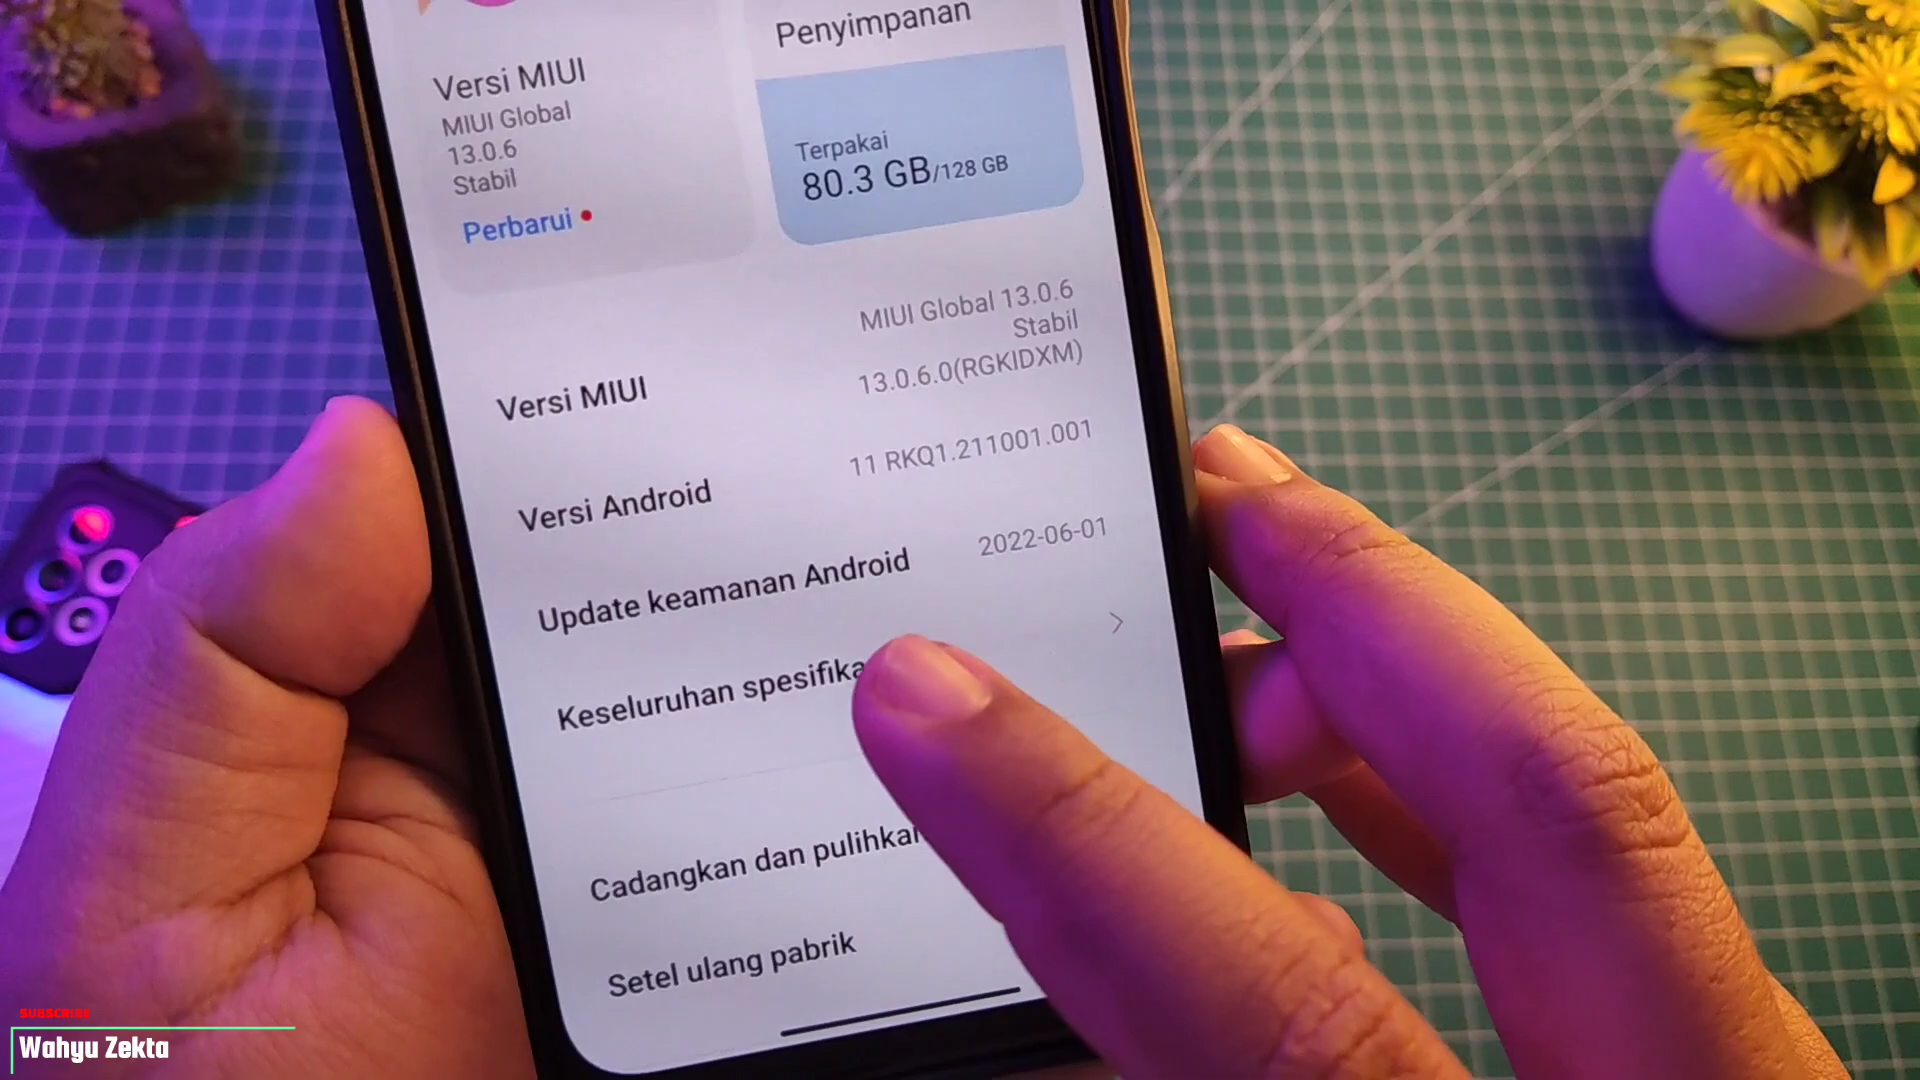 Penyimpanan
Versi MIUI
MIUI Global
13.0.6
Stabil
Perbarui
Terpakai
80.3 GB/128 GB
MIUI Global 13.0.6
Stabil
Versi MIUI
13.0.6.0(RGKIDXM)
Versi Android
11 RKQ1.211001.001
Update keamanan Android
2022-06-01
Keseluruhan spesifika
Cadangkan dan pulihkan
Setel ulang pabrik
SUBSCRIBE
Wahyu Zekta